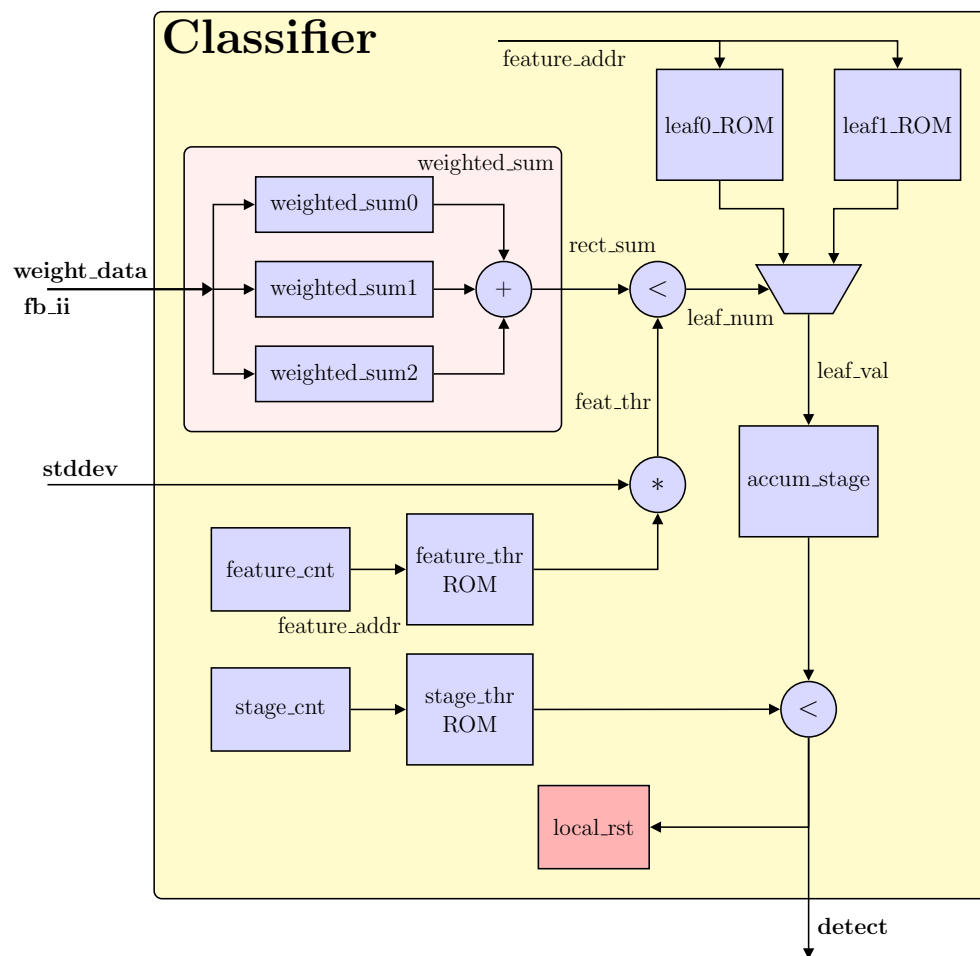 Classifier
feature_addr
leaf0_ROM
leaf1_ROM
weighted_sum
weighted_sum0
weight_data
fb_ii
weighted_sum1
+
rect_sum
<
leaf_num
weighted_sum2
leaf_val
feat_thr
stddev
*
accum_stage
feature_cnt
feature_thr
ROM
feature_addr
stage_cnt
stage_thr
ROM
<
local_rst
detect